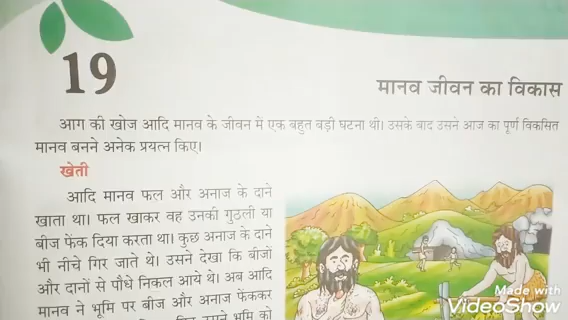 19
मानव जीवन का विकास
आग की खोज आदि मानव के जीवन में एक बहुत बड़ी घटना थी। उसके बाद उसने आज का पूर्ण विकसित
मानव बनने अनेक प्रयत्न किए।
खेती
आदि मानव फल और अनाज के दाने
खाता था। फल खाकर वह उनकी गुठली या
बीज फेंक दिया करता था। कुछ अनाज के दाने
भी नीचे गिर जाते थे। उसने देखा कि बीजों
और दानों से पौधे निकल आये थे। अब आदि
मानव ने भूमि पर बीज और अनाज फेंककर
उसने भूमि को
Made with
VideoShow